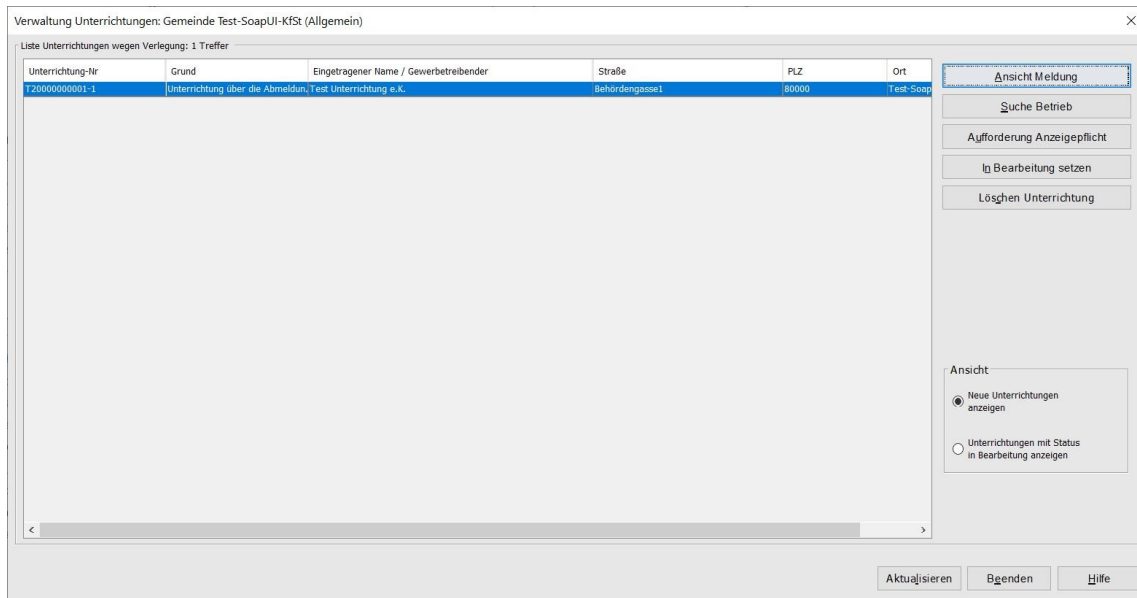 Verwaltung Unterrichtungen: Gemeinde Test-SoapUI-KfSt (Allgemein)
Liste Unterrichtungen wegen Verlegung: 1 Treffer
Unterrichtung-Nr Grund Eingetragener Name / Gewerbetreibender Straße PLZ Ort
T20000000001-1 Unterrichtung über die Abmeldun. Test Unterrichtung e.K. Behördengasse1 80000 Test-Soap
Ansicht Meldung
Suche Betrieb
Aufforderung Anzeigepflicht
In Bearbeitung setzen
Löschen Unterrichtung
Ansicht
Neue Unterrichtungen
anzeigen
Unterrichtungen mit Status
in Bearbeitung anzeigen
Aktualisieren Beenden Hilfe